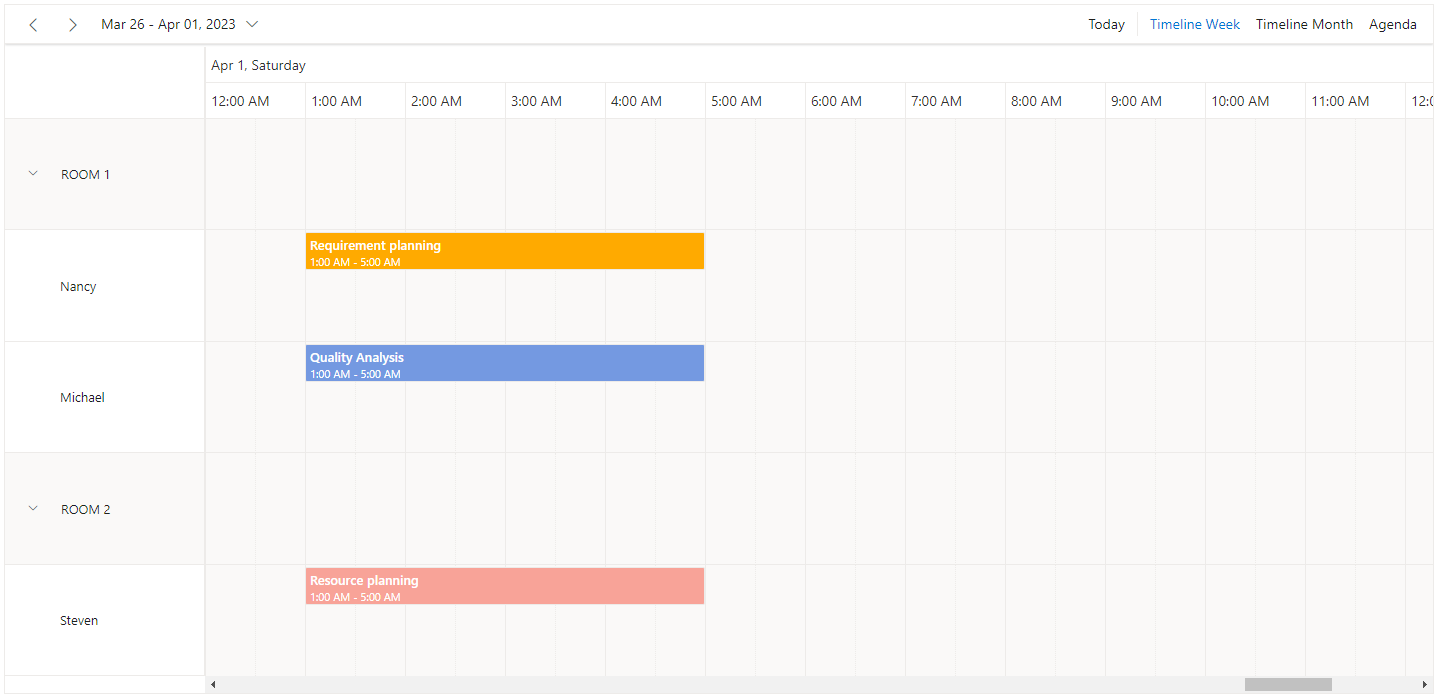 Mar 26 - Apr 01, 2023 Today Timeline Week Timeline Month Agenda
Apr 1, Saturday
12:00 AM 1:00 AM 2:00 AM 3:00 AM 4:00 AM 5:00 AM 6:00 AM 7:00 AM 8:00 AM 9:00 AM 10:00 AM 11:00 AM
ROOM 1
Requirement planning
1:00 AM - 5:00 AM
Nancy
Quality Analysis
1:00 AM - 5:00 AM
Michael
ROOM 2
Resource planning
1:00 AM - 5:00 AM
Steven